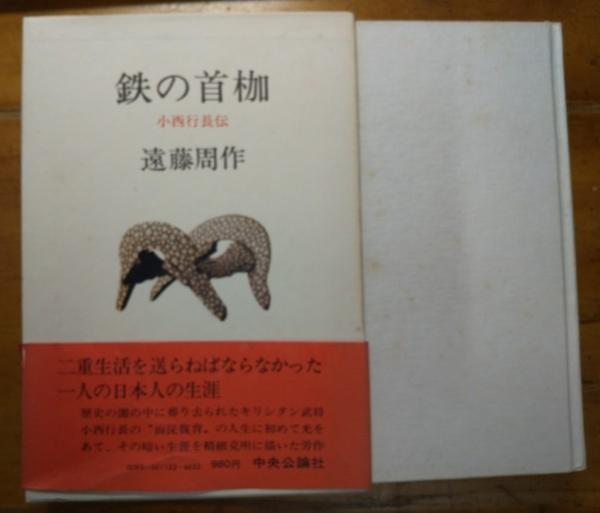 鉄の首枷
小西行長伝
遠藤周作
二重生活を送らねばならなかった
一人の日本人の生涯
歴史の闇の中に葬り去られたキリシタン武将
小西行長の〝面従腹背〟の人生に初めて光を
あて、その暗い生涯を精細克明に描いた労作
980円 中央公論社